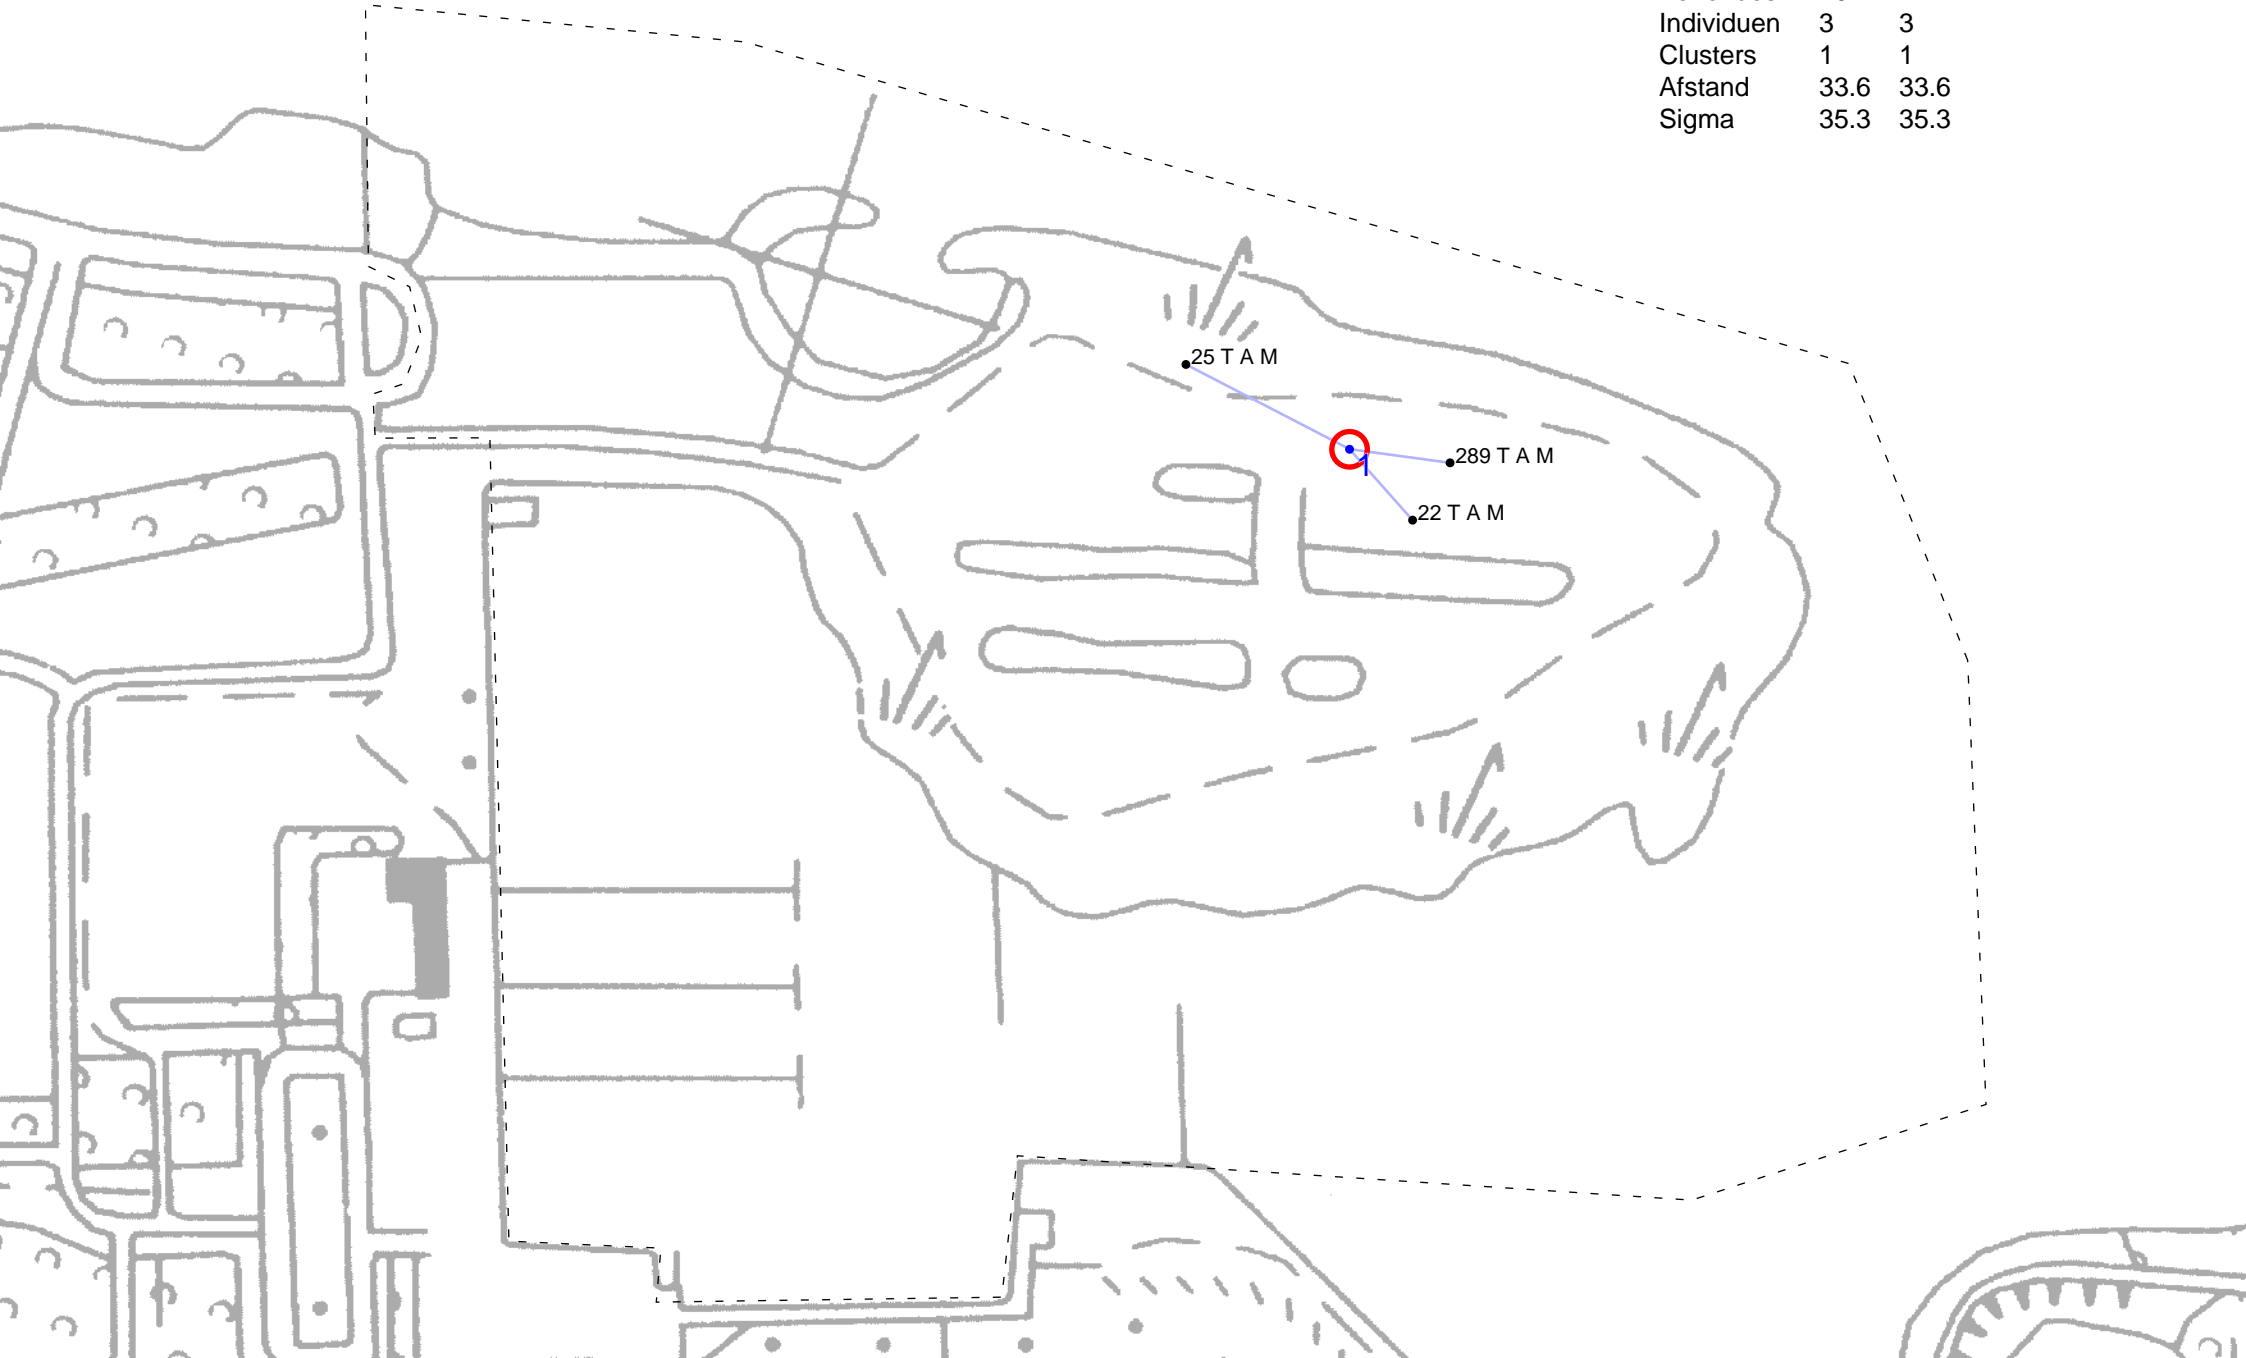 Individuen 3 3
Clusters 1 1
Afstand 33.6 33.6
Sigma 35.3 35.3
25 T A M
289 T A M
1
22 T A M